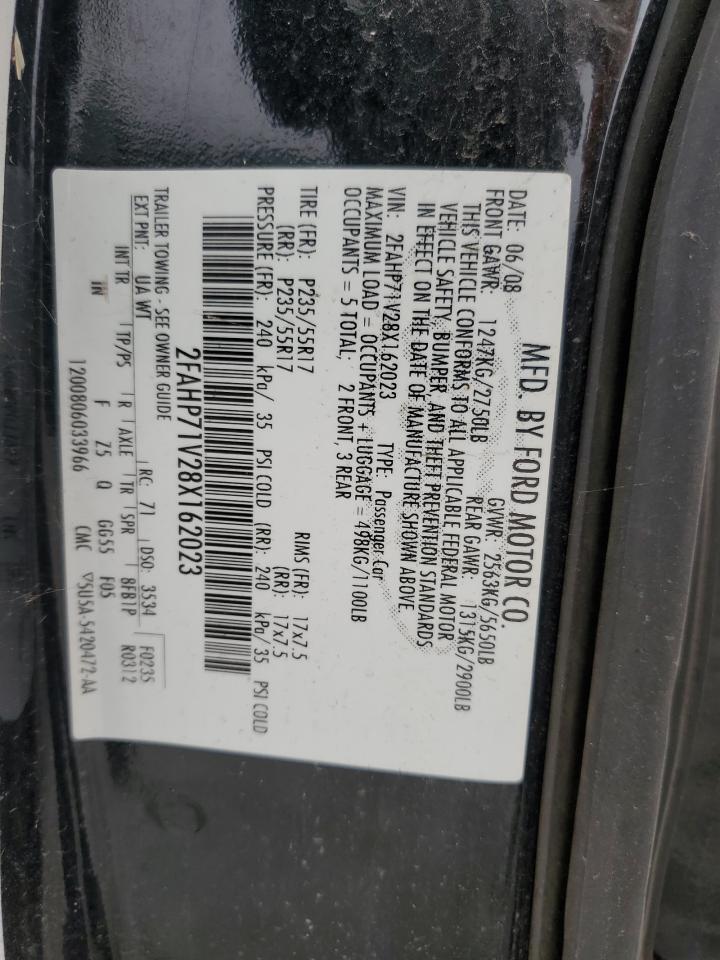 MFD. BY FORD MOTOR CO
DATE: 06/08 GVWR: 2563KG/5650LB
FRONT GAWR: 1247KG/2750LB REAR GAWR: 1315KG/2900LB
THIS VEHICLE CONFORMS TO ALL APPLICABLE FEDERAL MOTOR
VEHICLE SAFETY, BUMPER, AND THEFT PREVENTION STANDARDS
IN EFFECT ON THE DATE OF MANUFACTURE SHOWN ABOVE.
VIN: 2FAHP71V28X162023 TYPE: Passenger Car
MAXIMUM LOAD = OCCUPANTS + LUGGAGE = 498KG/1100LB
OCCUPANTS = 5 TOTAL, 2 FRONT, 3 REAR
TIRE (FR): P235/55R17 RIMS (FR): 17x7.5
(RR): P235/55R17 (RR): 17x7.5
PRESSURE (FR): 240 kPa/ 35 PSI COLD (RR): 240 kPa/ 35 PSI COLD
2FAHP71V28X162023
TRAILER TOWING - SEE OWNER GUIDE
EXT PNT: UA WT RC: 71 DSO: 3534 F0235
INT TR TP/PS R AXLE TR SPR 8FB1P R0312
IN F Z5 Q GG55 F05
1200806033966 CMC 5U5A-5420472-AA